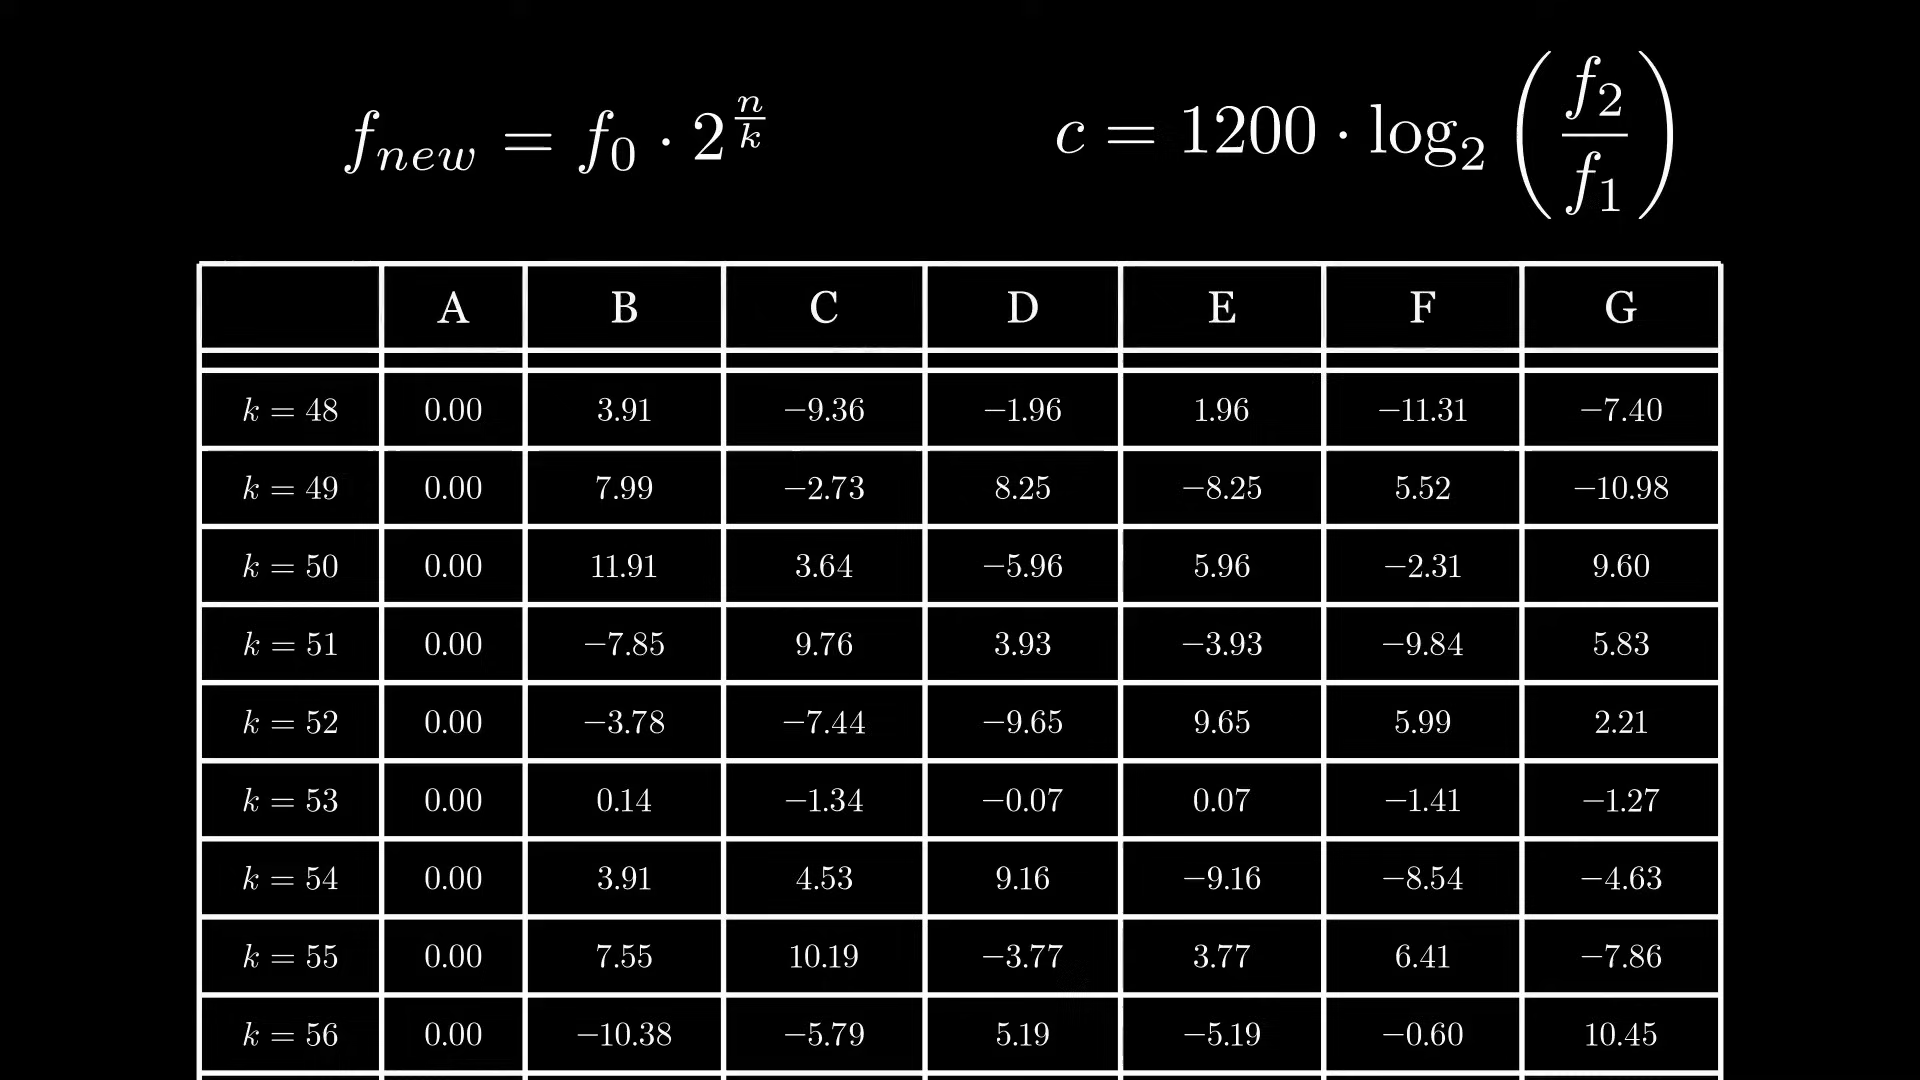 f_{new} = f_0 · 2^{\frac{n}{k}}
c = 1200 · log_2 \left( \frac{f_2}{f_1} \right)
A B C D E F G
k = 48 0.00 3.91 −9.36 −1.96 1.96 −11.31 −7.40
k = 49 0.00 7.99 −2.73 8.25 −8.25 5.52 −10.98
k = 50 0.00 11.91 3.64 −5.96 5.96 −2.31 9.60
k = 51 0.00 −7.85 9.76 3.93 −3.93 −9.84 5.83
k = 52 0.00 −3.78 −7.44 −9.65 9.65 5.99 2.21
k = 53 0.00 0.14 −1.34 −0.07 0.07 −1.41 −1.27
k = 54 0.00 3.91 4.53 9.16 −9.16 −8.54 −4.63
k = 55 0.00 7.55 10.19 −3.77 3.77 6.41 −7.86
k = 56 0.00 −10.38 −5.79 5.19 −5.19 −0.60 10.45